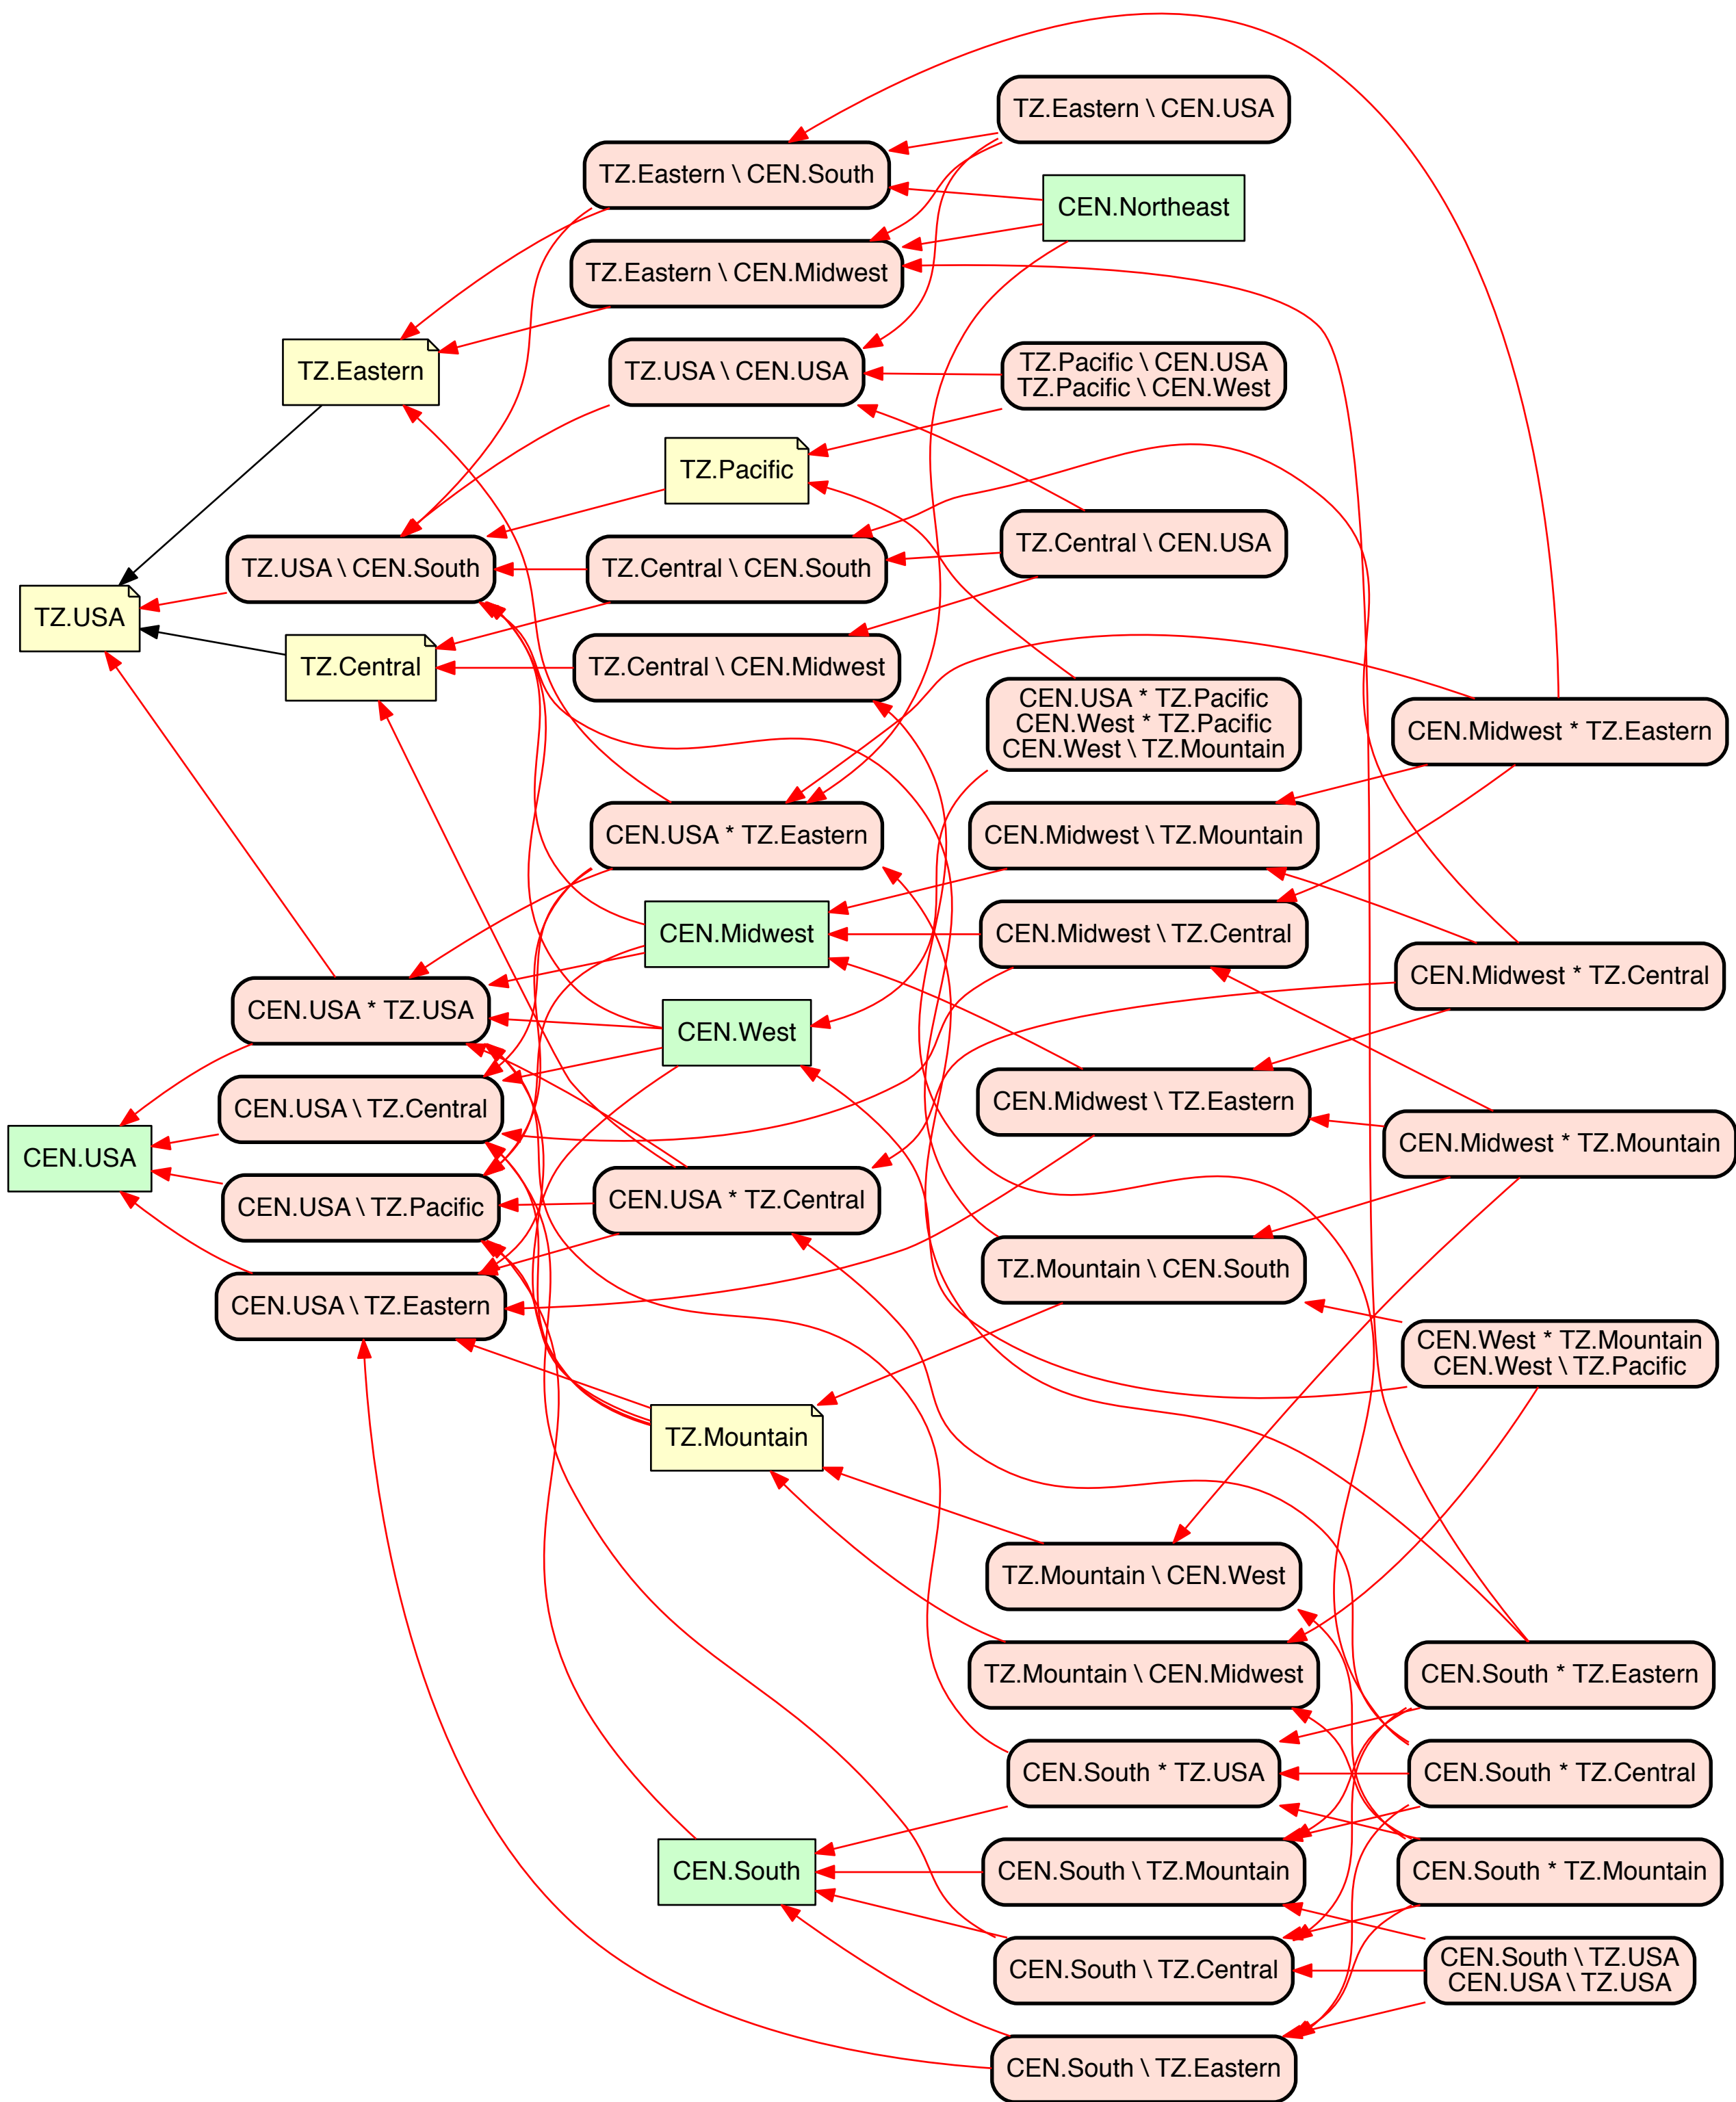 TZ.Eastern \ CEN.USA
TZ.Eastern \ CEN.South
CEN.Northeast
TZ.Eastern \ CEN.Midwest
TZ.Eastern
TZ.USA \ CEN.USA
TZ.Pacific \ CEN.USA
TZ.Pacific \ CEN.West
TZ.Pacific
TZ.USA \ CEN.South
TZ.Central \ CEN.South
TZ.Central \ CEN.USA
TZ.USA
TZ.Central
TZ.Central \ CEN.Midwest
CEN.USA * TZ.Pacific
CEN.West * TZ.Pacific
CEN.West \ TZ.Mountain
CEN.Midwest * TZ.Eastern
CEN.USA * TZ.Eastern
CEN.Midwest \ TZ.Mountain
CEN.Midwest
CEN.Midwest \ TZ.Central
CEN.Midwest * TZ.Central
CEN.USA * TZ.USA
CEN.West
CEN.USA \ TZ.Central
CEN.Midwest \ TZ.Eastern
CEN.Midwest * TZ.Mountain
CEN.USA
CEN.USA \ TZ.Pacific
CEN.USA * TZ.Central
TZ.Mountain \ CEN.South
CEN.USA \ TZ.Eastern
CEN.West * TZ.Mountain
CEN.West \ TZ.Pacific
TZ.Mountain
TZ.Mountain \ CEN.West
TZ.Mountain \ CEN.Midwest
CEN.South * TZ.Eastern
CEN.South * TZ.USA
CEN.South * TZ.Central
CEN.South
CEN.South \ TZ.Mountain
CEN.South * TZ.Mountain
CEN.South \ TZ.Central
CEN.South \ TZ.USA
CEN.USA \ TZ.USA
CEN.South \ TZ.Eastern